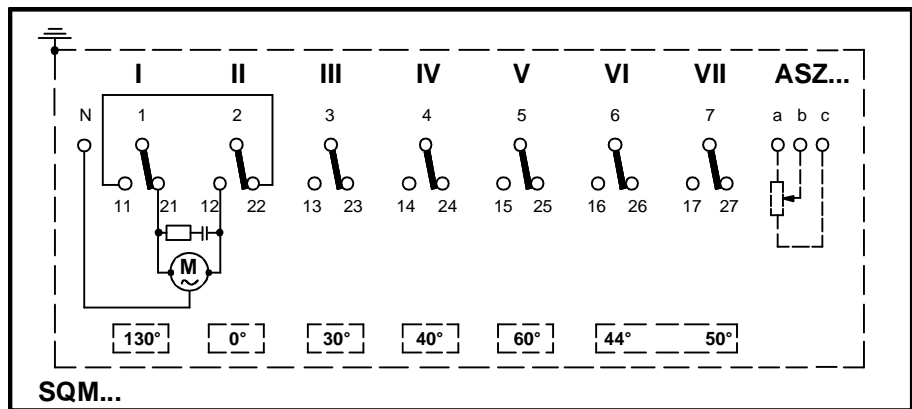 I II III IV V VI VII ASZ...
N 1 2 3 4 5 6 7 a b c
11 21 12 22 13 23 14 24 15 25 16 26 17 27
M
~
130° 0° 30° 40° 60° 44° 50°
SQM...